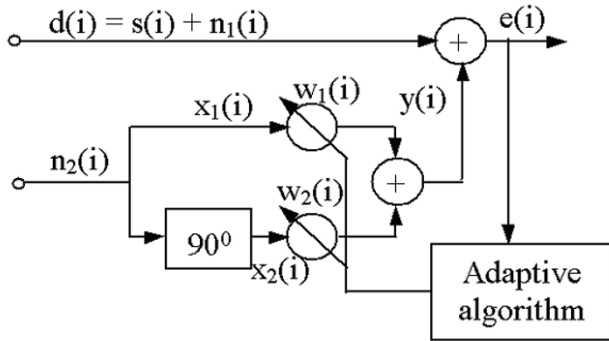 d(i) = s(i) + n₁(i)
+
e(i)
w₁(i)
x₁(i)
y(i)
n₂(i)
+
w₂(i)
90⁰
x₂(i)
Adaptive
algorithm